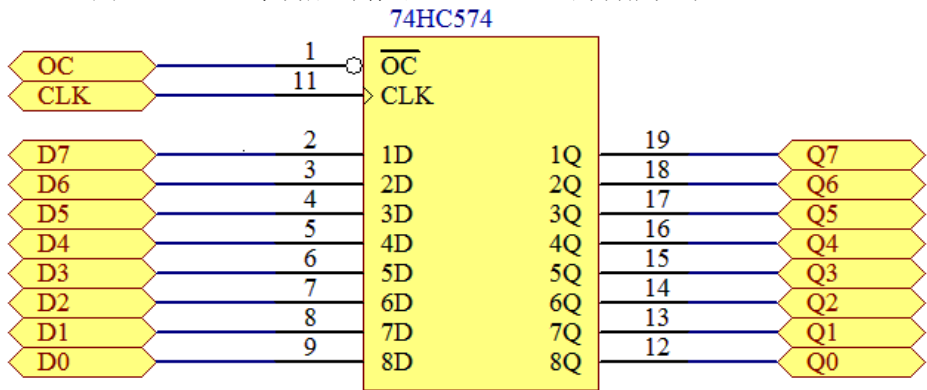 74HC574
OC 1 OC
CLK 11 CLK
D7 2 1D 1Q 19 Q7
D6 3 2D 2Q 18 Q6
D5 4 3D 3Q 17 Q5
D4 5 4D 4Q 16 Q4
D3 6 5D 5Q 15 Q3
D2 7 6D 6Q 14 Q2
D1 8 7D 7Q 13 Q1
D0 9 8D 8Q 12 Q0